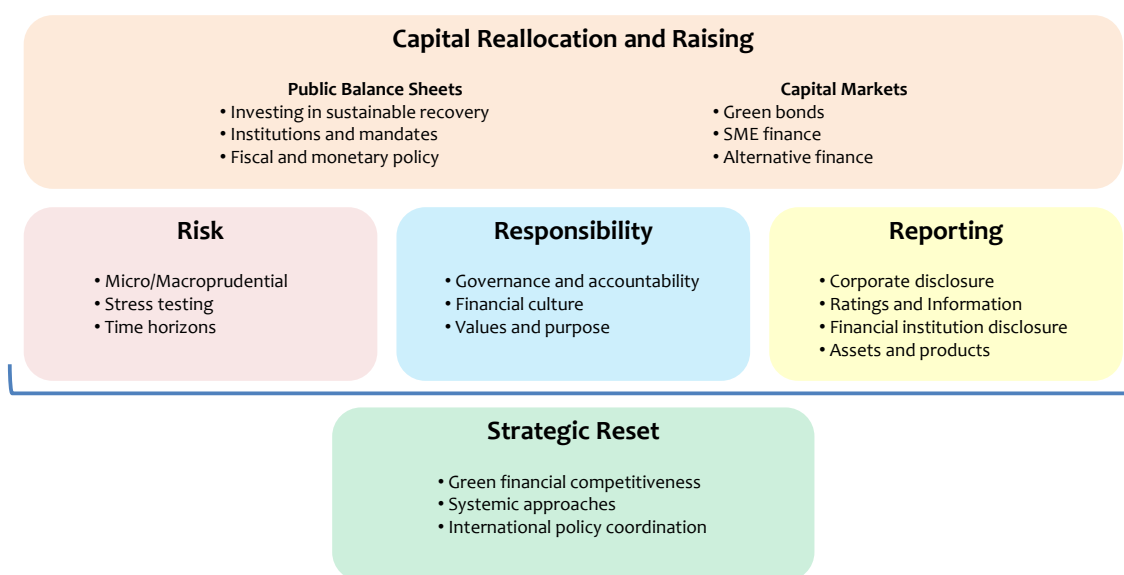 Capital Reallocation and Raising
Public Balance Sheets
• Investing in sustainable recovery
• Institutions and mandates
• Fiscal and monetary policy
Capital Markets
• Green bonds
• SME finance
• Alternative finance
Risk
• Micro/Macroprudential
• Stress testing
• Time horizons
Responsibility
• Governance and accountability
• Financial culture
• Values and purpose
Reporting
• Corporate disclosure
• Ratings and Information
• Financial institution disclosure
• Assets and products
Strategic Reset
• Green financial competitiveness
• Systemic approaches
• International policy coordination